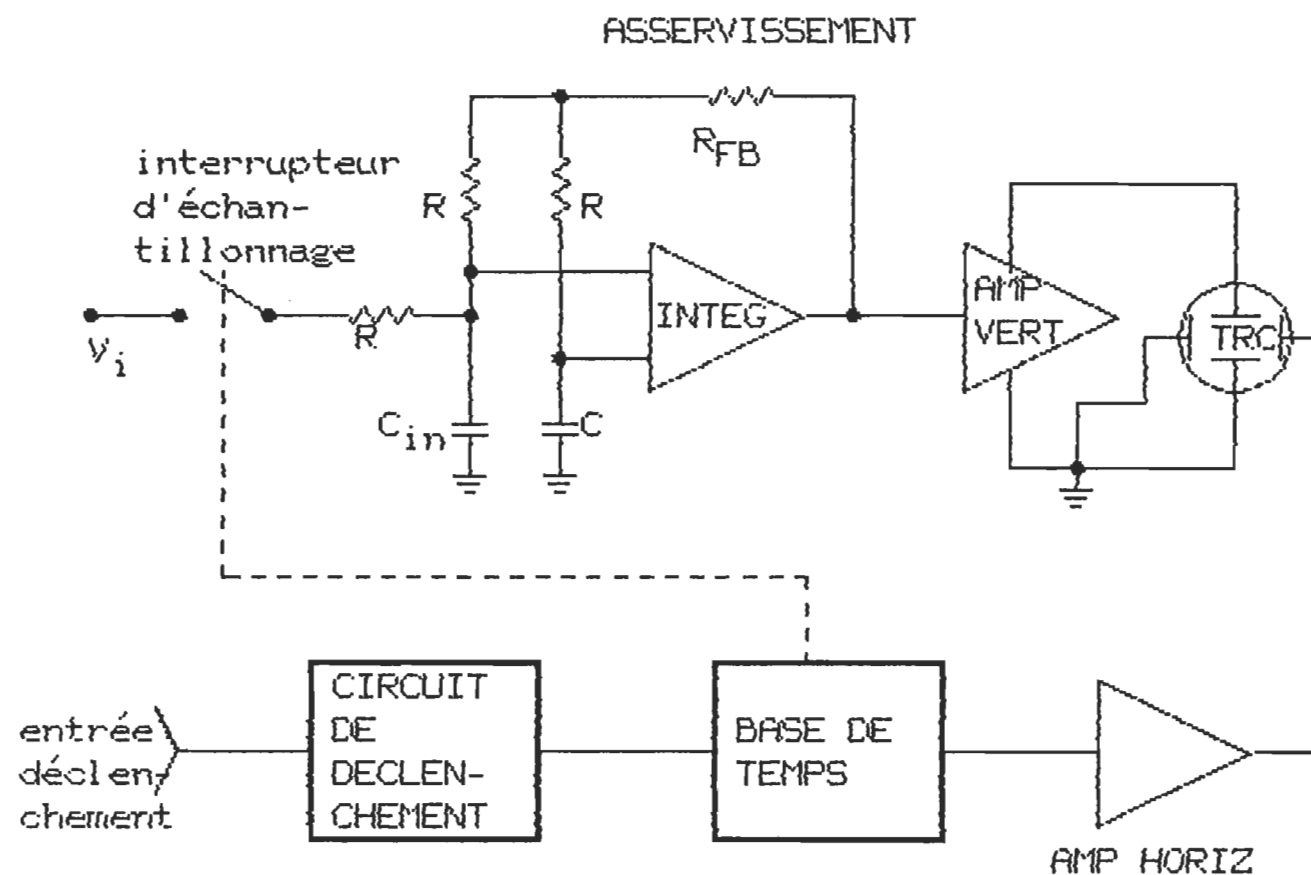 ASSERVISSEMENT
R_FB
interrupteur
d'échan-
tillonnage
R
R
INTEG
AMP
VERT
TRC
v_i
R
C_in
C
entrée
déclen-
chement
CIRCUIT
DE
DECLEN-
CHEMENT
BASE DE
TEMPS
AMP HORIZ